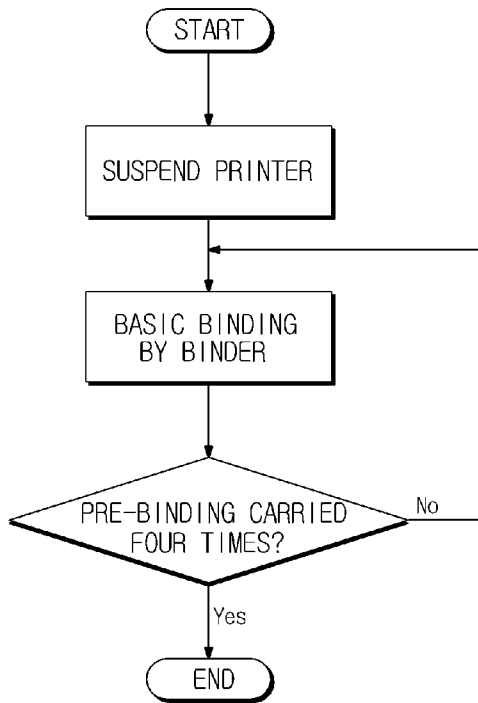 START
SUSPEND PRINTER
BASIC BINDING
BY BINDER
PRE-BINDING CARRIED
FOUR TIMES?
No
Yes
END